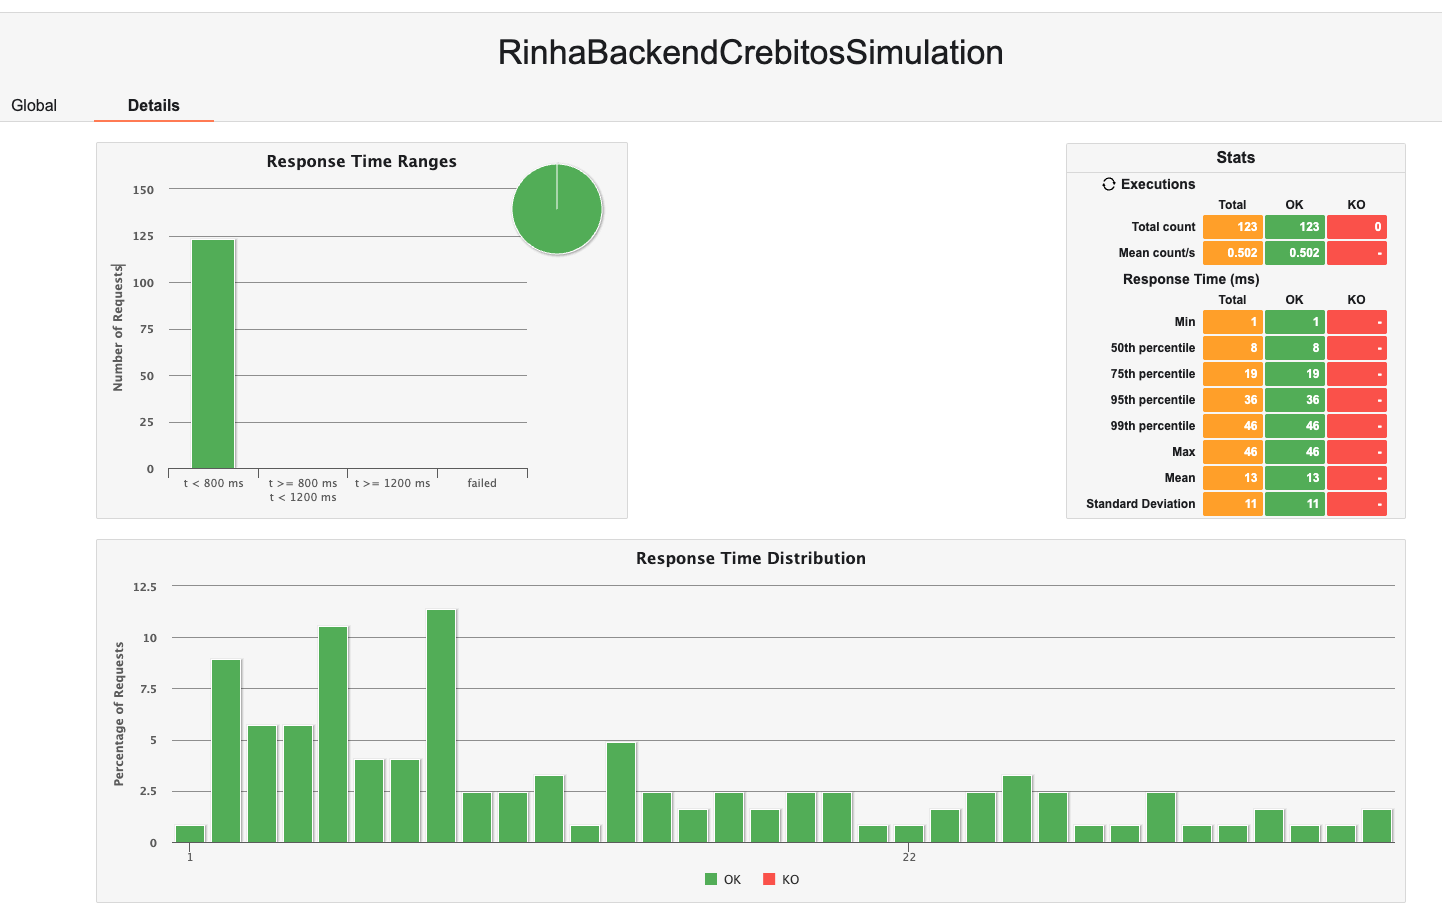 RinhaBackendCrebitosSimulation
Global Details
Response Time Ranges
Number of Requests
150
125
100
75
50
25
0
t < 800 ms
t >= 800 ms
t < 1200 ms
t >= 1200 ms
failed
Stats
Executions
Total OK KO
Total count 123 123 0
Mean count/s 0.502 0.502 -
Response Time (ms)
Total OK KO
Min 1 1 -
50th percentile 8 8 -
75th percentile 19 19 -
95th percentile 36 36 -
99th percentile 46 46 -
Max 46 46 -
Mean 13 13 -
Standard Deviation 11 11 -
Response Time Distribution
Percentage of Requests
12.5
10
7.5
5
2.5
0
1 22
OK KO